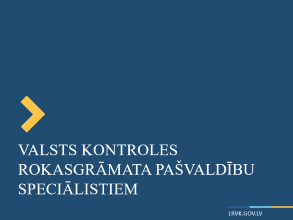 VALSTS KONTROLES
ROKASGRĀMATA PAŠVALDĪBU
SPECIĀLISTIEM
LRVK.GOV.LV